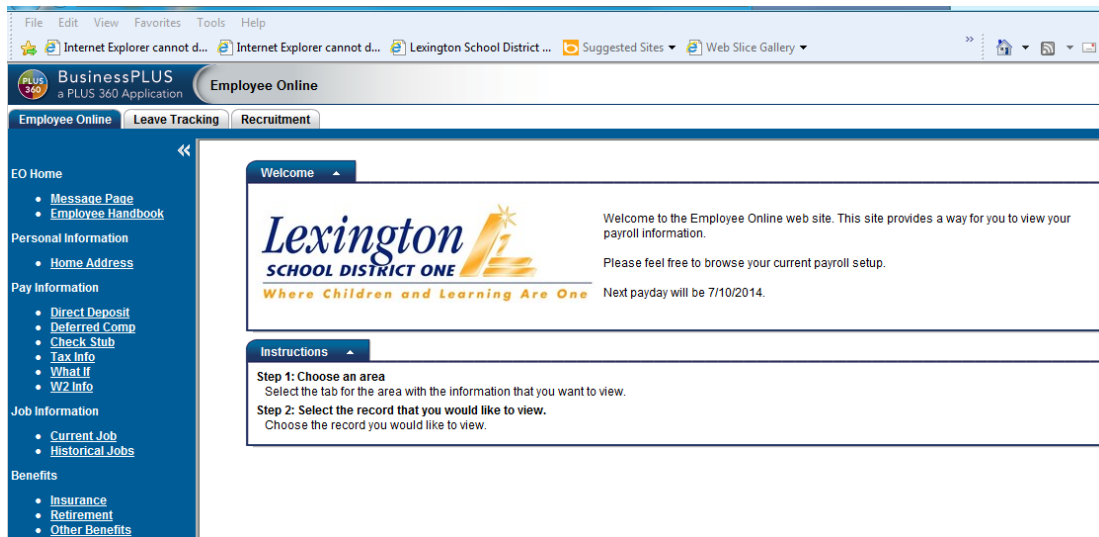 File Edit View Favorites Tools Help
Internet Explorer cannot d... Internet Explorer cannot d... Lexington School District ... Suggested Sites Web Slice Gallery »
PLUS 360 BusinessPLUS
a PLUS 360 Application
Employee Online
Employee Online Leave Tracking Recruitment
«
EO Home
• Message Page
• Employee Handbook
Personal Information
• Home Address
Pay Information
• Direct Deposit
• Deferred Comp
• Check Stub
• Tax Info
• What If
• W2 Info
Job Information
• Current Job
• Historical Jobs
Benefits
• Insurance
• Retirement
• Other Benefits
Welcome
Lexington
SCHOOL DISTRICT ONE
Where Children and Learning Are One
Welcome to the Employee Online web site. This site provides a way for you to view your
payroll information.
Please feel free to browse your current payroll setup.
Next payday will be 7/10/2014.
Instructions
Step 1: Choose an area
Select the tab for the area with the information that you want to view.
Step 2: Select the record that you would like to view.
Choose the record you would like to view.